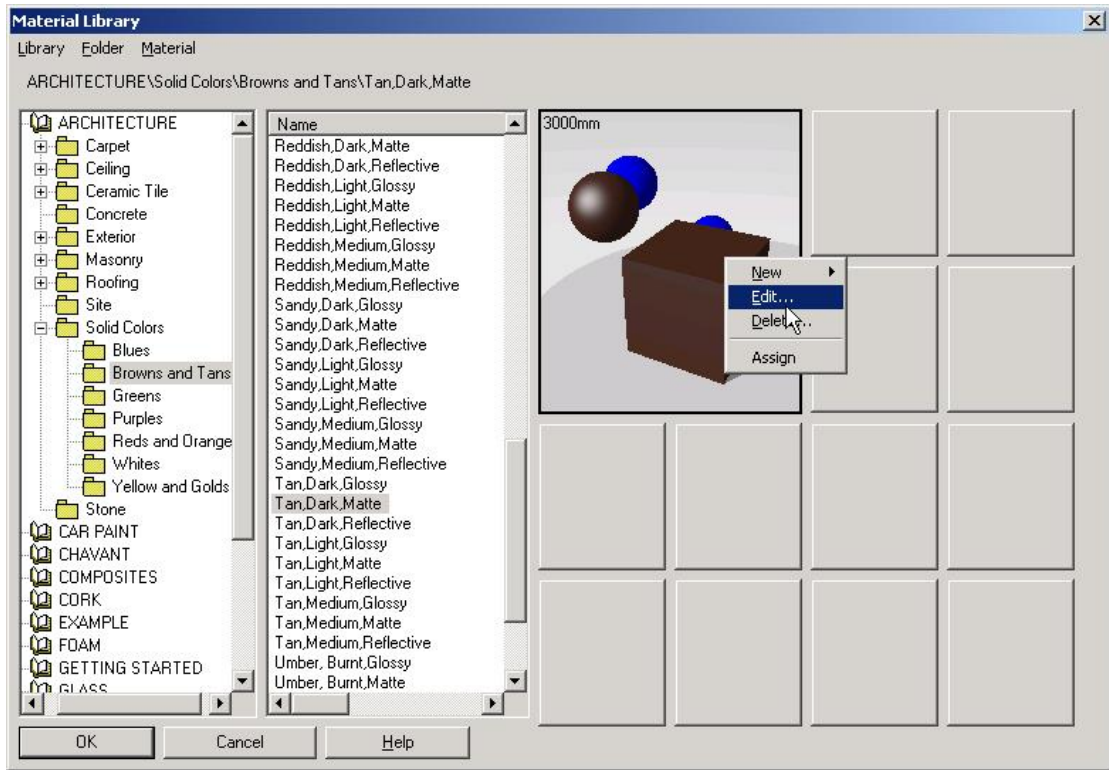 Material Library
Library Folder Material
ARCHITECTURE\Solid Colors\Browns and Tans\Tan,Dark,Matte
ARCHITECTURE
Carpet
Ceiling
Ceramic Tile
Concrete
Exterior
Masonry
Roofing
Site
Solid Colors
Blues
Browns and Tans
Greens
Purples
Reds and Orange
Whites
Yellow and Golds
Stone
CAR PAINT
CHAVANT
COMPOSITES
CORK
EXAMPLE
FOAM
GETTING STARTED
GLASS
Name
Reddish,Dark,Matte
Reddish,Dark,Reflective
Reddish,Light,Glossy
Reddish,Light,Matte
Reddish,Light,Reflective
Reddish,Medium,Glossy
Reddish,Medium,Matte
Reddish,Medium,Reflective
Sandy,Dark,Glossy
Sandy,Dark,Matte
Sandy,Dark,Reflective
Sandy,Light,Glossy
Sandy,Light,Matte
Sandy,Light,Reflective
Sandy,Medium,Glossy
Sandy,Medium,Matte
Sandy,Medium,Reflective
Tan,Dark,Glossy
Tan,Dark,Matte
Tan,Dark,Reflective
Tan,Light,Glossy
Tan,Light,Matte
Tan,Light,Reflective
Tan,Medium,Glossy
Tan,Medium,Matte
Tan,Medium,Reflective
Umber, Burnt,Glossy
Umber, Burnt,Matte
3000mm
New
Edit...
Delete...
Assign
OK Cancel Help